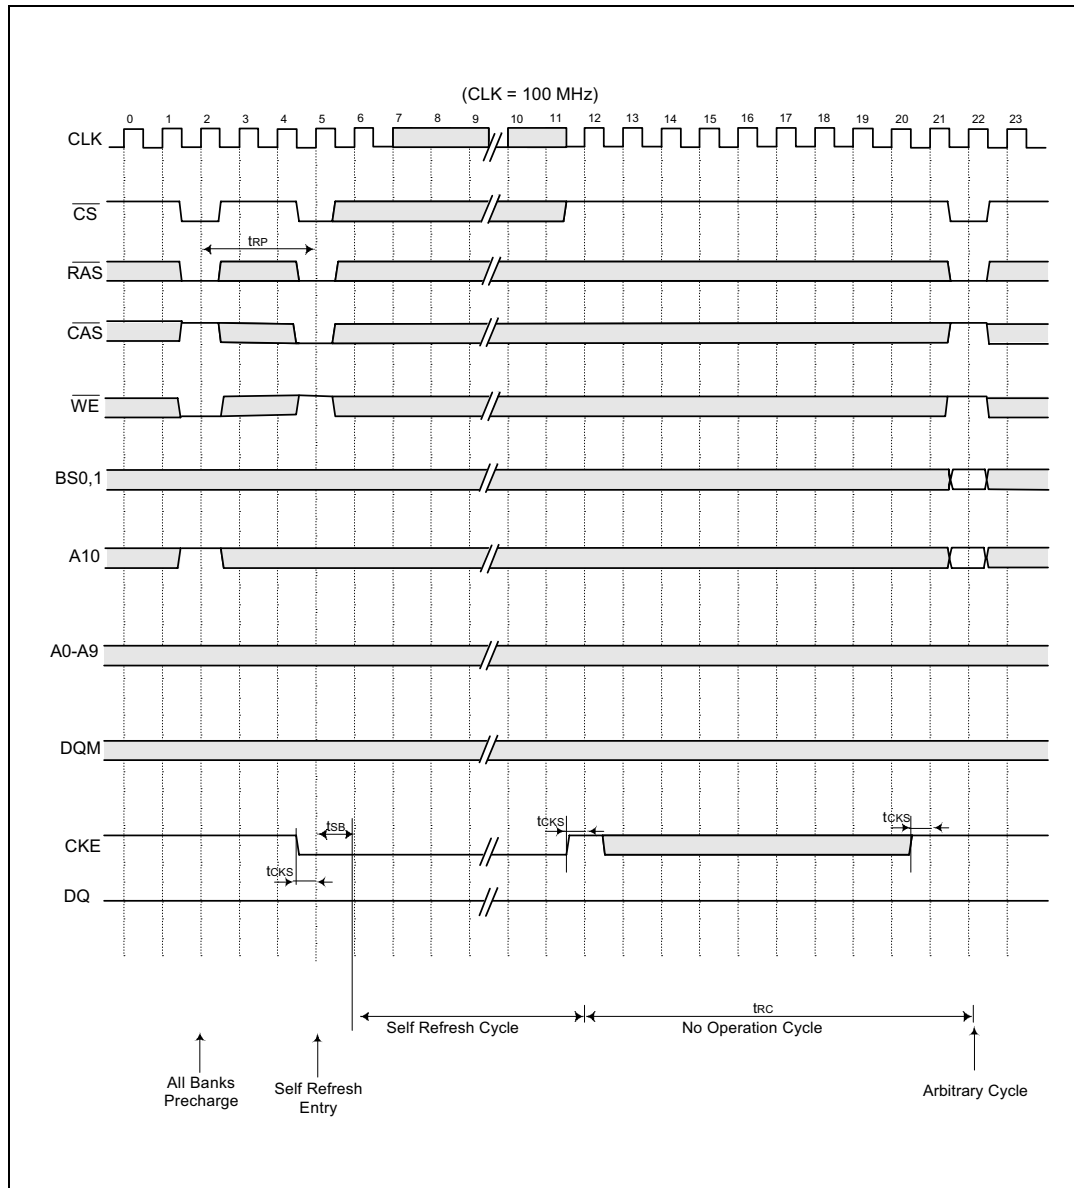 (CLK = 100 MHz)
0 1 2 3 4 5 6 7 8 9 10 11 12 13 14 15 16 17 18 19 20 21 22 23
CLK
CS
tRP
RAS
CAS
WE
BS0,1
A10
A0-A9
DQM
tSB
tCKS
tCKS
CKE
tCKS
DQ
tRC
Self Refresh Cycle
No Operation Cycle
All Banks
Precharge
Self Refresh
Entry
Arbitrary Cycle